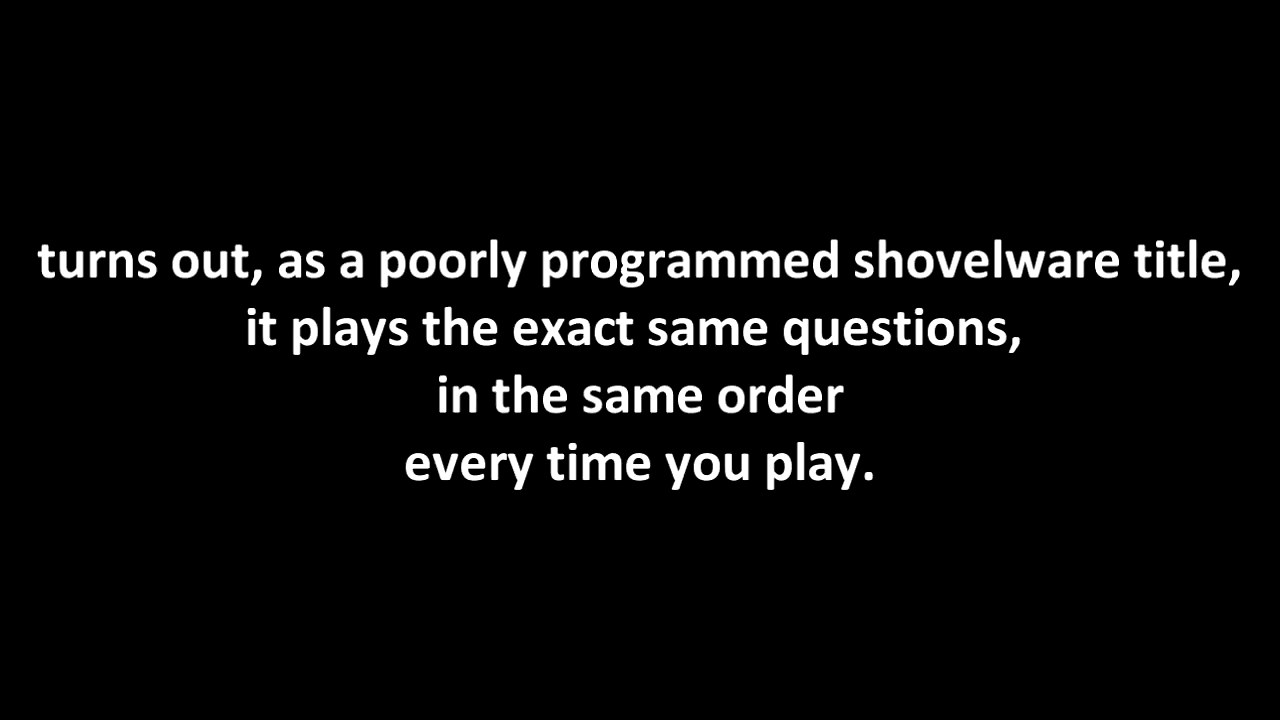 turns out, as a poorly programmed shovelware title,
it plays the exact same questions,
in the same order
every time you play.